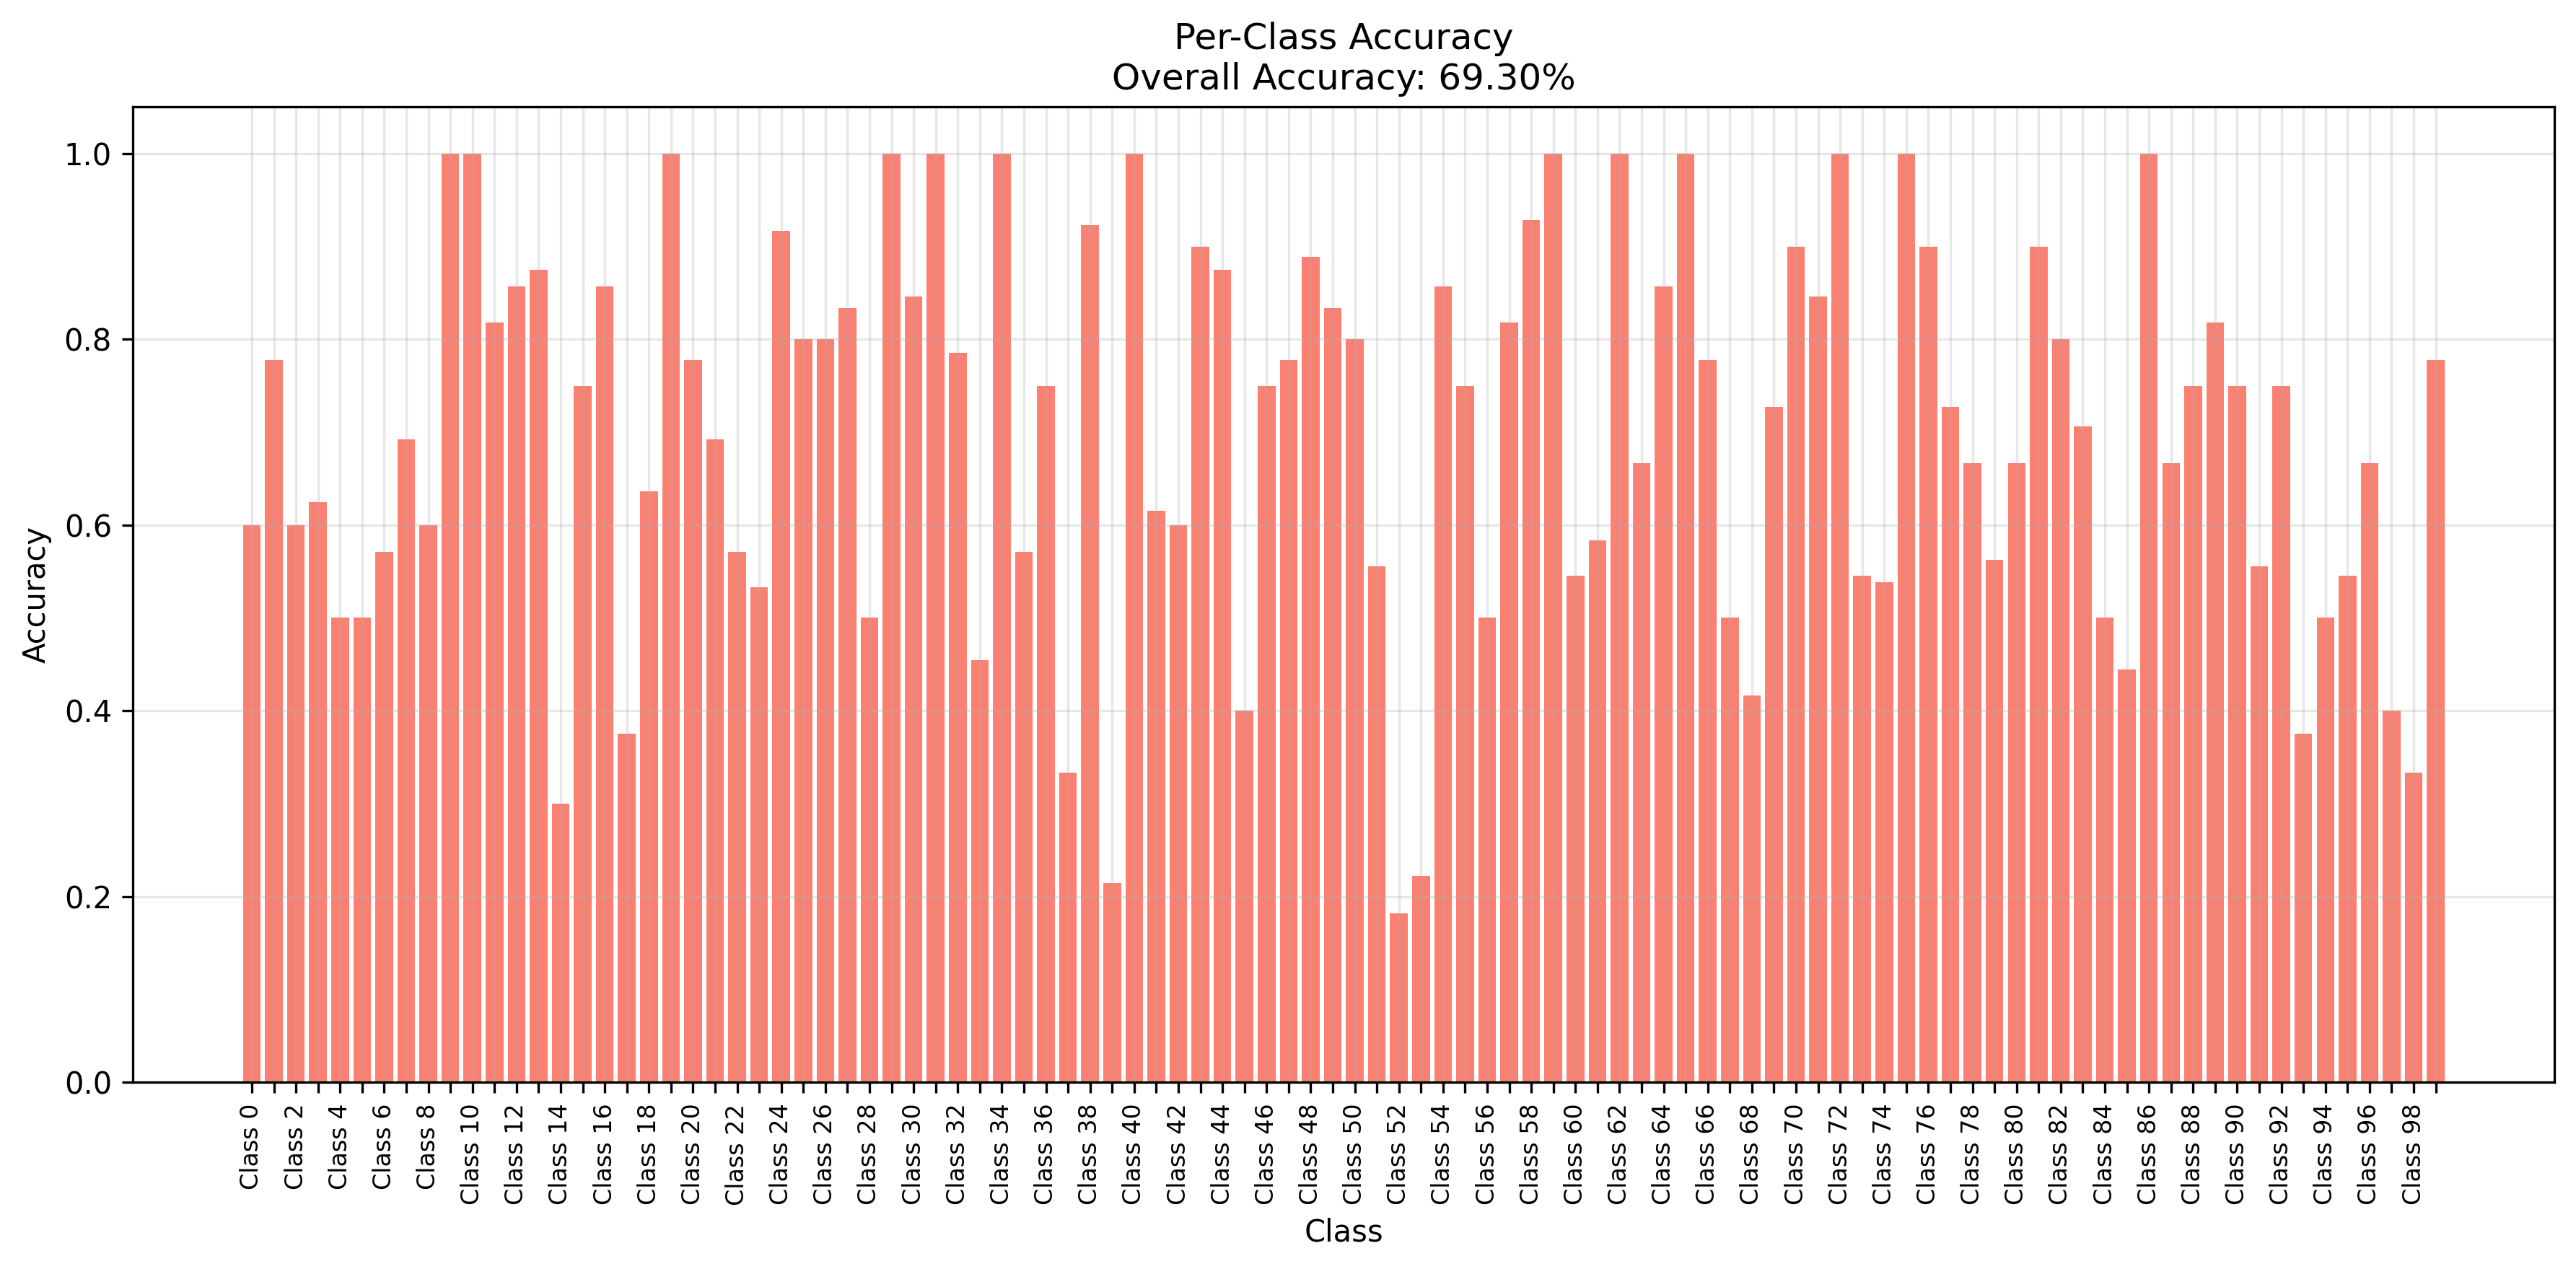 Per-Class Accuracy
Overall Accuracy: 69.30%
Accuracy
1.0
0.8
0.6
0.4
0.2
0.0
Class 0
Class 2
Class 4
Class 6
Class 8
Class 10
Class 12
Class 14
Class 16
Class 18
Class 20
Class 22
Class 24
Class 26
Class 28
Class 30
Class 32
Class 34
Class 36
Class 38
Class 40
Class 42
Class 44
Class 46
Class 48
Class 50
Class 52
Class 54
Class 56
Class 58
Class 60
Class 62
Class 64
Class 66
Class 68
Class 70
Class 72
Class 74
Class 76
Class 78
Class 80
Class 82
Class 84
Class 86
Class 88
Class 90
Class 92
Class 94
Class 96
Class 98
Class